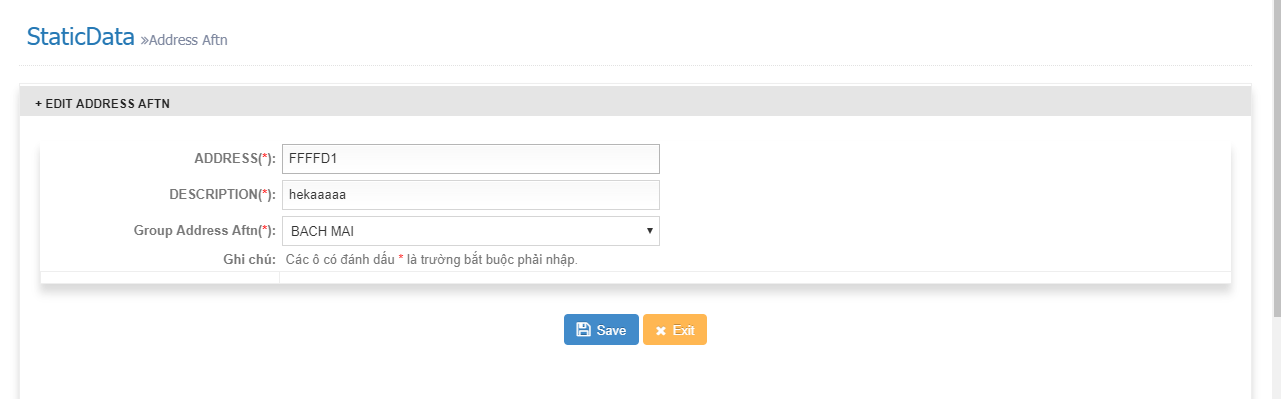 StaticData »Address Aftn
+ EDIT ADDRESS AFTN
ADDRESS(*): FFFFD1
DESCRIPTION(*): hekaaaaa
Group Address Aftn(*): BACH MAI
Ghi chú: Các ô có đánh dấu * là trường bắt buộc phải nhập.
Save Exit